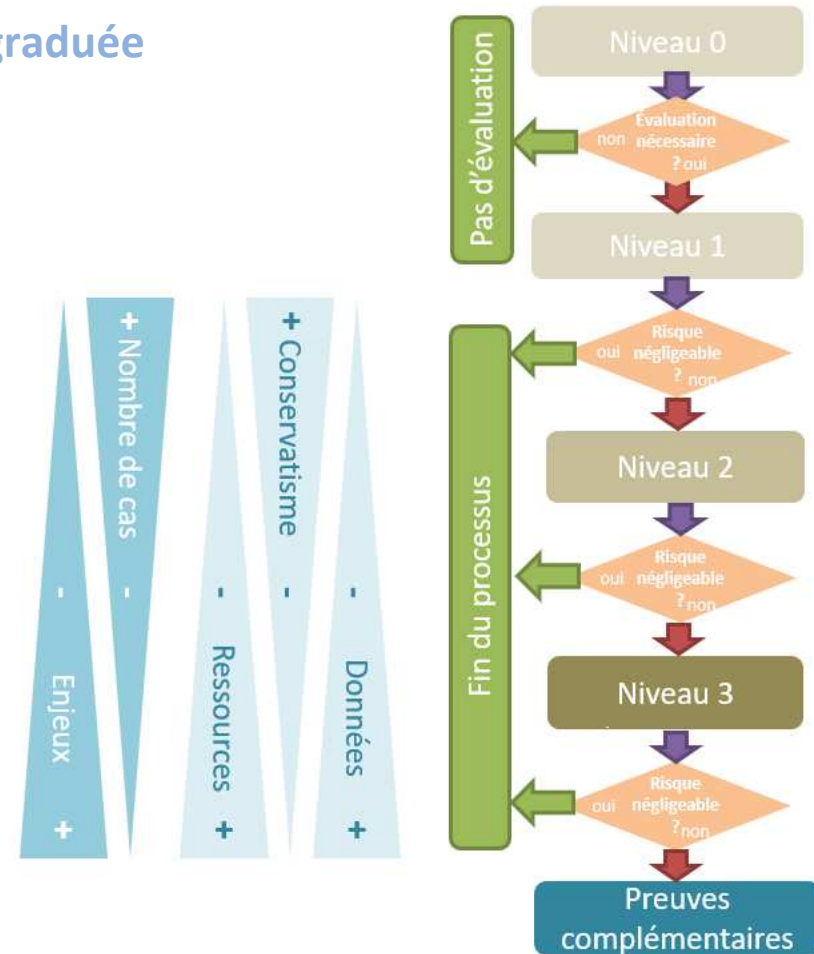 graduée
Niveau 0
Pas d'évaluation
Évaluation
non nécessaire
? oui
Niveau 1
Risque
oui négligeable
? non
Niveau 2
Risque
oui négligeable
? non
Niveau 3
Risque
oui négligeable
? non
Preuves
complémentaires
Fin du processus
- Enjeux +
+ Nombre de cas -
- Ressources +
+ Conservatisme -
- Données +